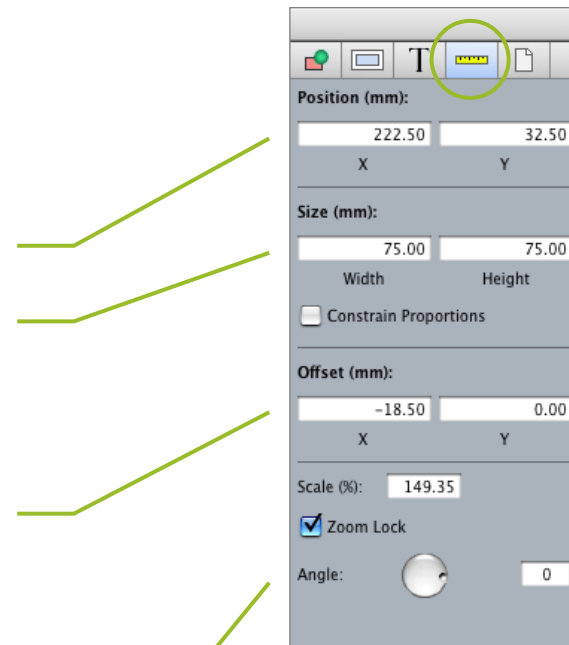 T
Position (mm):
222.50 32.50
X Y
Size (mm):
75.00 75.00
Width Height
Constrain Proportions
Offset (mm):
-18.50 0.00
X Y
Scale (%): 149.35
Zoom Lock
Angle: 0